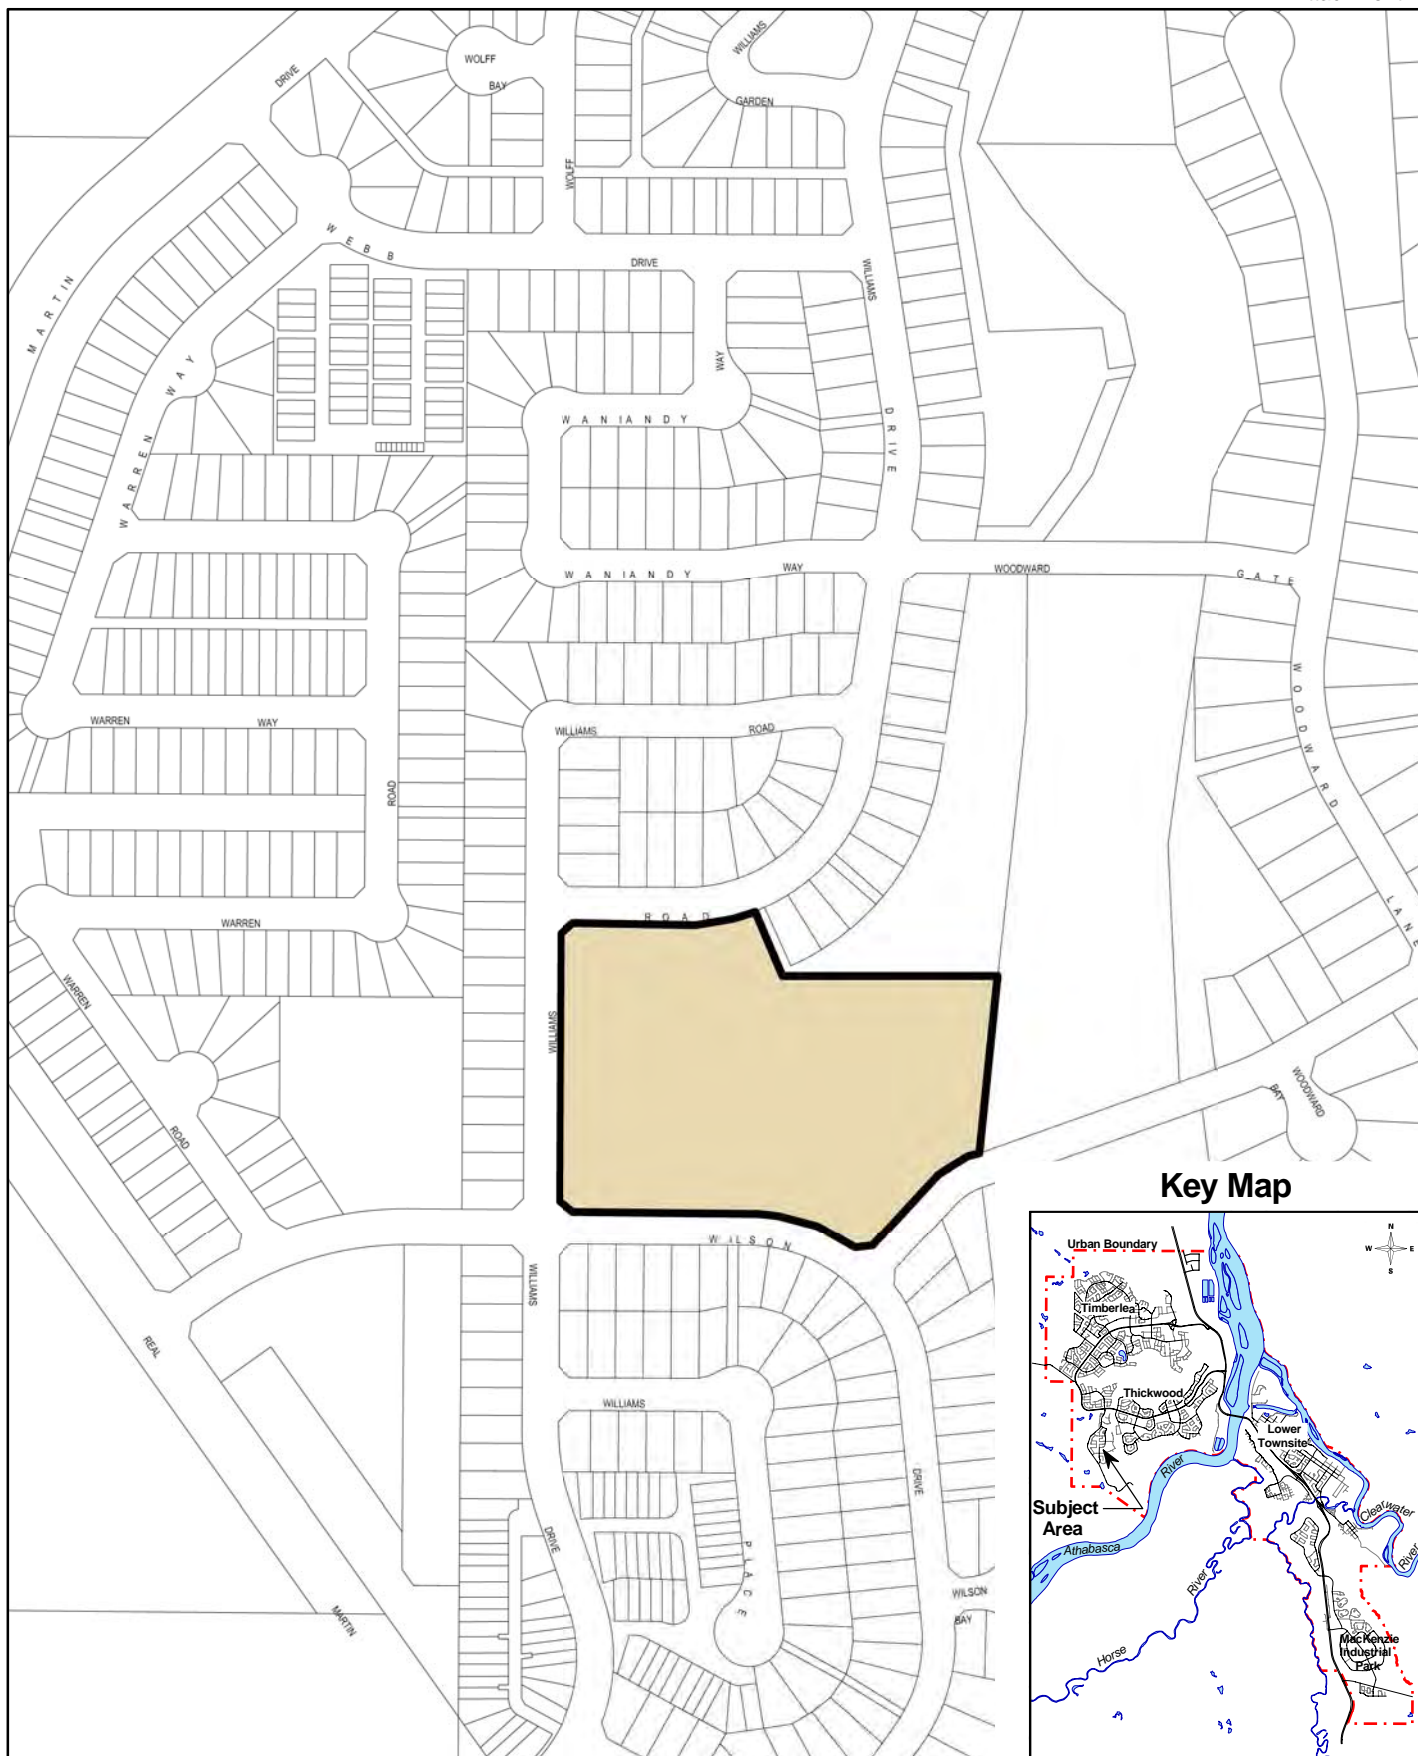 WOLFF
BAY
WILLIAMS
GARDEN
DRIVE
WOLFF
WEBB
DRIVE
WILLIAMS
MARTIN
WAY
WAY
WANIANDY
DRIVE
WARREN
WANIANDY
WAY
WOODWARD
GATE
WARREN
WAY
WILLIAMS
ROAD
WOODWARD
ROAD
WARREN
ROAD
LANE
WARREN
WILLIAMS
ROAD
WOODWARD
BAY
WILSON
WILLIAMS
REAL
WILLIAMS
DRIVE
DRIVE
PLACE
WILSON
BAY
MARTIN
Key Map
Urban Boundary
N
W
E
S
Timberlea
Thickwood
Lower
Townsite
River
Subject
Area
Clearwater
River
Athabasca
River
Horse
MacKenzie
Industrial
Park